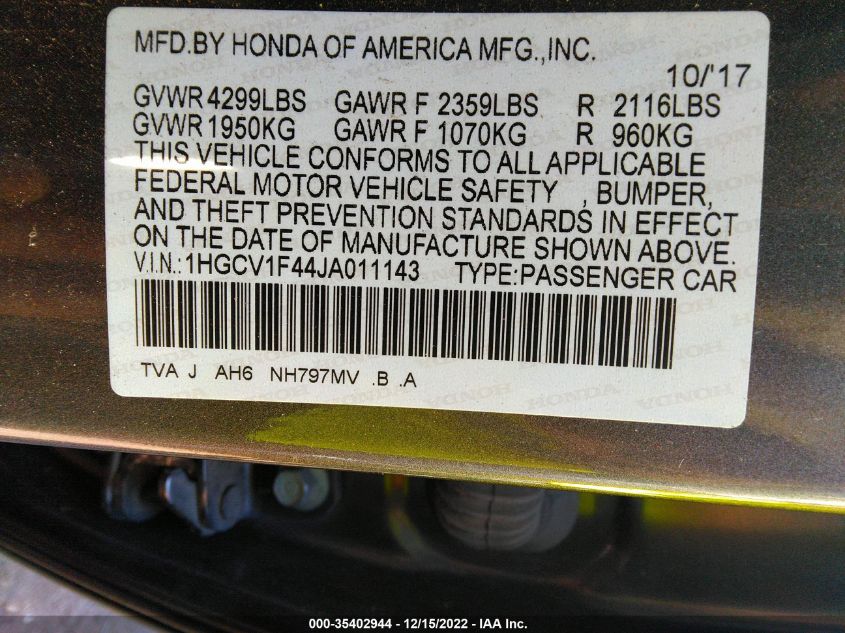 MFD.BY HONDA OF AMERICA MFG.,INC.
10/'17
GVWR 4299LBS GAWR F 2359LBS R 2116LBS
GVWR 1950KG GAWR F 1070KG R 960KG
THIS VEHICLE CONFORMS TO ALL APPLICABLE
FEDERAL MOTOR VEHICLE SAFETY , BUMPER,
AND THEFT PREVENTION STANDARDS IN EFFECT
ON THE DATE OF MANUFACTURE SHOWN ABOVE.
V.I.N.:1HGCV1F44JA011143 TYPE:PASSENGER CAR
TVA J AH6 NH797MV .B .A
000-35402944 - 12/15/2022 - IAA Inc.